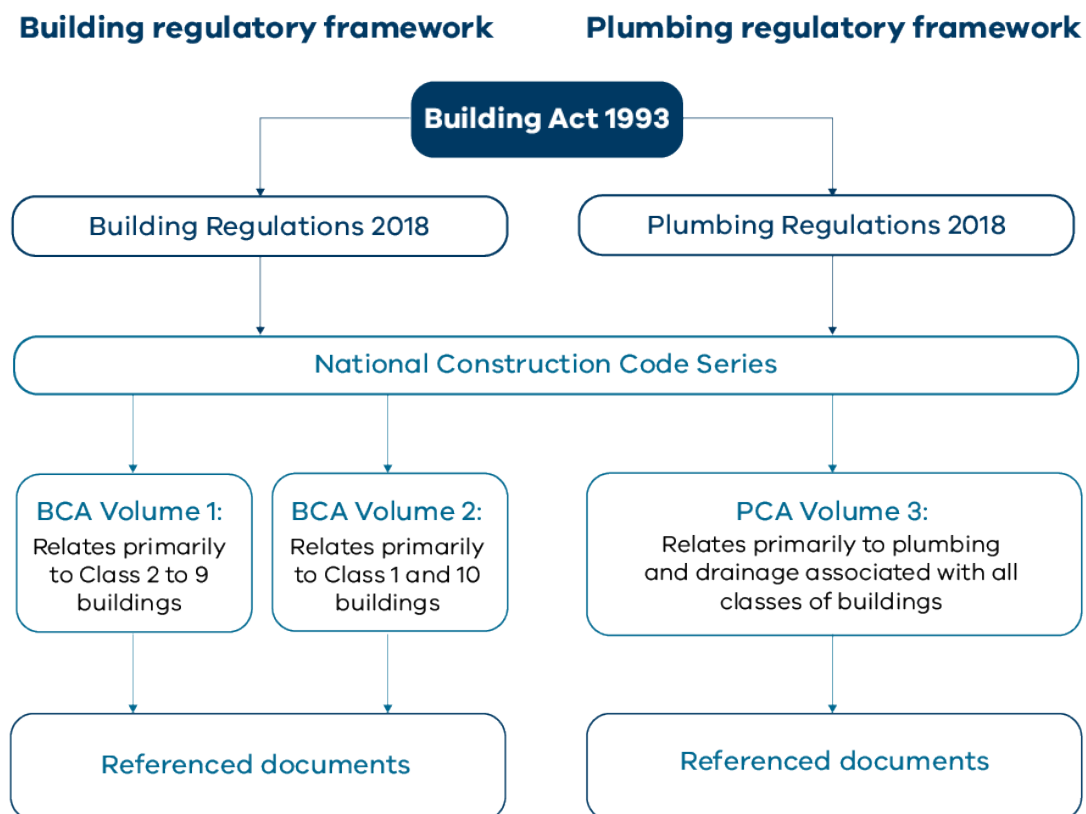 Building regulatory framework
Plumbing regulatory framework
Building Act 1993
Building Regulations 2018
Plumbing Regulations 2018
National Construction Code Series
BCA Volume 1:
Relates primarily
to Class 2 to 9
buildings
BCA Volume 2:
Relates primarily
to Class 1 and 10
buildings
PCA Volume 3:
Relates primarily to plumbing
and drainage associated with all
classes of buildings
Referenced documents
Referenced documents